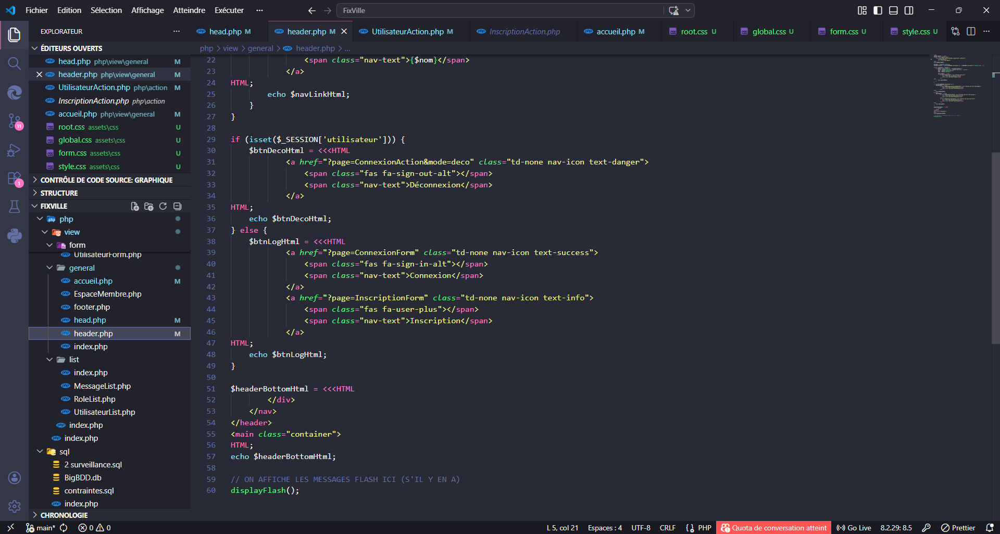 Fichier Edition Sélection Affichage Atteindre Exécuter ··· FixVille
EXPLORATEUR ···
head.php M header.php M UtilisateurAction.php M InscriptionAction.php accueil.php M root.css U global.css U form.css U style.css U ···
php > view > general > header.php > ...
ÉDITEURS OUVERTS
head.php php\view\general M
header.php php\view\general M
UtilisateurAction.php php\action M
InscriptionAction.php php\action
accueil.php php\view\general M
root.css assets\css U
global.css assets\css U
form.css assets\css U
style.css assets\css U
CONTRÔLE DE CODE SOURCE: GRAPHIQUE
STRUCTURE
FIXVILLE
php
view
form
UtilisateurForm.php
general
accueil.php M
EspaceMembre.php
footer.php
head.php M
header.php M
index.php
list
index.php
MessageList.php
RoleList.php
UtilisateurList.php
index.php
index.php
sql
2 surveillance.sql
BigBDD.db
contraintes.sql
index.php
CHRONOLOGIE
11
1
22 <span class="nav-text">{$nom}</span>
23 </a>
24 HTML;
25 echo $navLinkHtml;
26 }
27 }
28
29 if (isset($_SESSION['utilisateur'])) {
30 $btnDecoHtml = <<<HTML
31 <a href="?page=ConnexionAction&mode=deco" class="td-none nav-icon text-danger">
32 <span class="fas fa-sign-out-alt"></span>
33 <span class="nav-text">Déconnexion</span>
34 </a>
35 HTML;
36 echo $btnDecoHtml;
37 } else {
38 $btnLogHtml = <<<HTML
39 <a href="?page=ConnexionForm" class="td-none nav-icon text-success">
40 <span class="fas fa-sign-in-alt"></span>
41 <span class="nav-text">Connexion</span>
42 </a>
43 <a href="?page=InscriptionForm" class="td-none nav-icon text-info">
44 <span class="fas fa-user-plus"></span>
45 <span class="nav-text">Inscription</span>
46 </a>
47 HTML;
48 echo $btnLogHtml;
49 }
50
51 $headerBottomHtml = <<<HTML
52 </div>
53 </nav>
54 </header>
55 <main class="container">
56 HTML;
57 echo $headerBottomHtml;
58
59 // ON AFFICHE LES MESSAGES FLASH ICI (S'IL Y EN A)
60 displayFlash();
main* 0 0 L 5, col 21 Espaces : 4 UTF-8 CRLF {} PHP Quota de conversation atteint Go Live 8.2.29: 8.5 Prettier